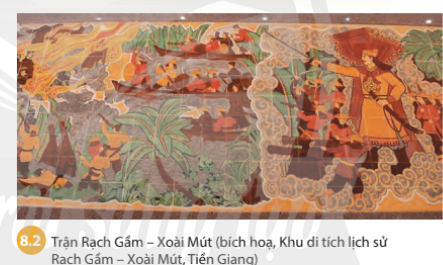 8.2 Trận Rạch Gầm – Xoài Mút (bích hoạ, Khu di tích lịch sử
Rạch Gầm – Xoài Mút, Tiền Giang)